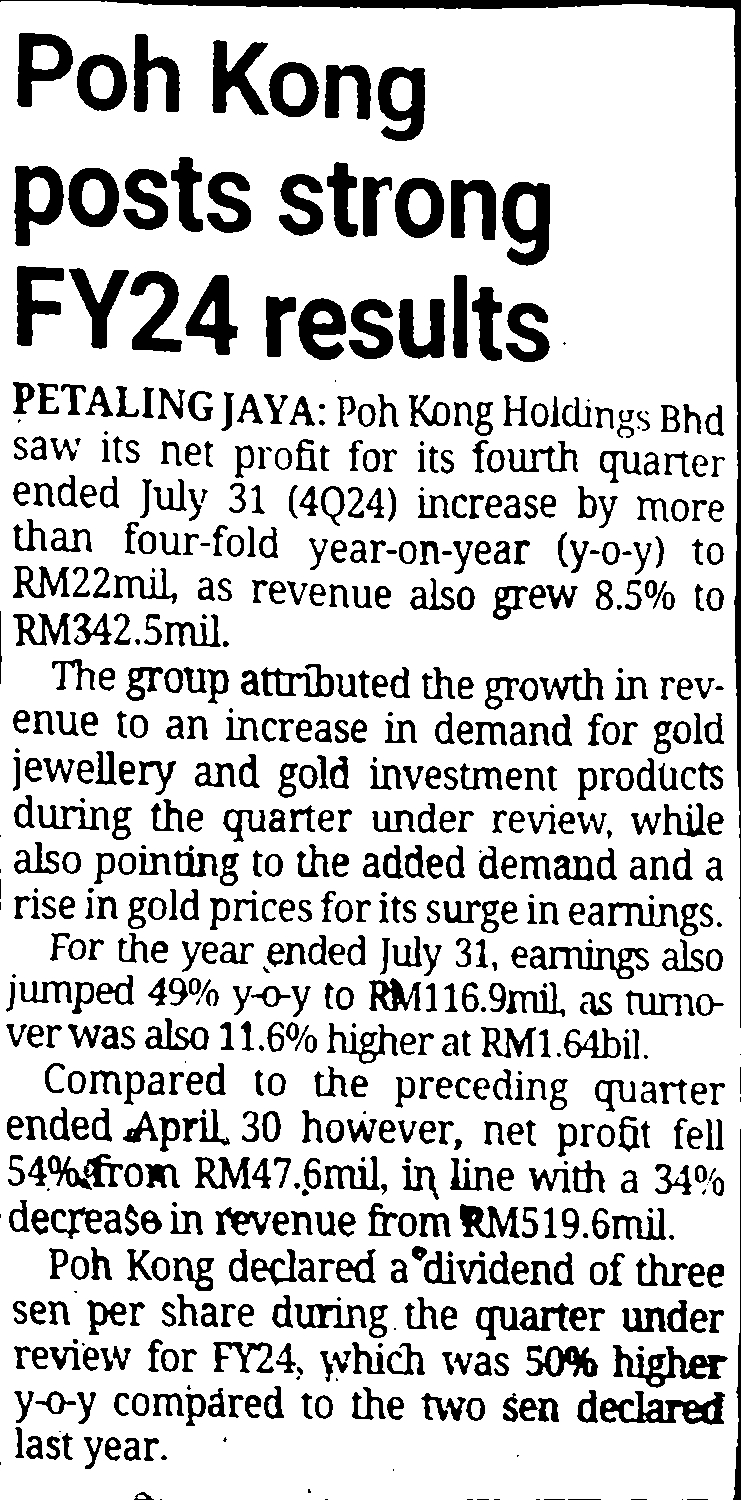 Poh Kong
posts strong
FY24 results
PETALING JAYA: Poh Kong Holdings Bhd
saw its net profit for its fourth quarter
ended July 31 (4Q24) increase by more
than four-fold year-on-year (y-o-y) to
RM22mil, as revenue also grew 8.5% to
RM342.5mil.
The group attributed the growth in rev-
enue to an increase in demand for gold
jewellery and gold investment products
during the quarter under review, while
also pointing to the added demand and a
rise in gold prices for its surge in earnings.
For the year ended July 31, earnings also
jumped 49% y-o-y to RM116.9mil, as turno-
ver was also 11.6% higher at RM1.64bil.
Compared to the preceding quarter
ended April 30 however, net profit fell
54% from RM47.6mil, in line with a 34%
decrease in revenue from RM519.6mil.
Poh Kong declared a dividend of three
sen per share during the quarter under
review for FY24, which was 50% higher
y-o-y compared to the two sen declared
last year.